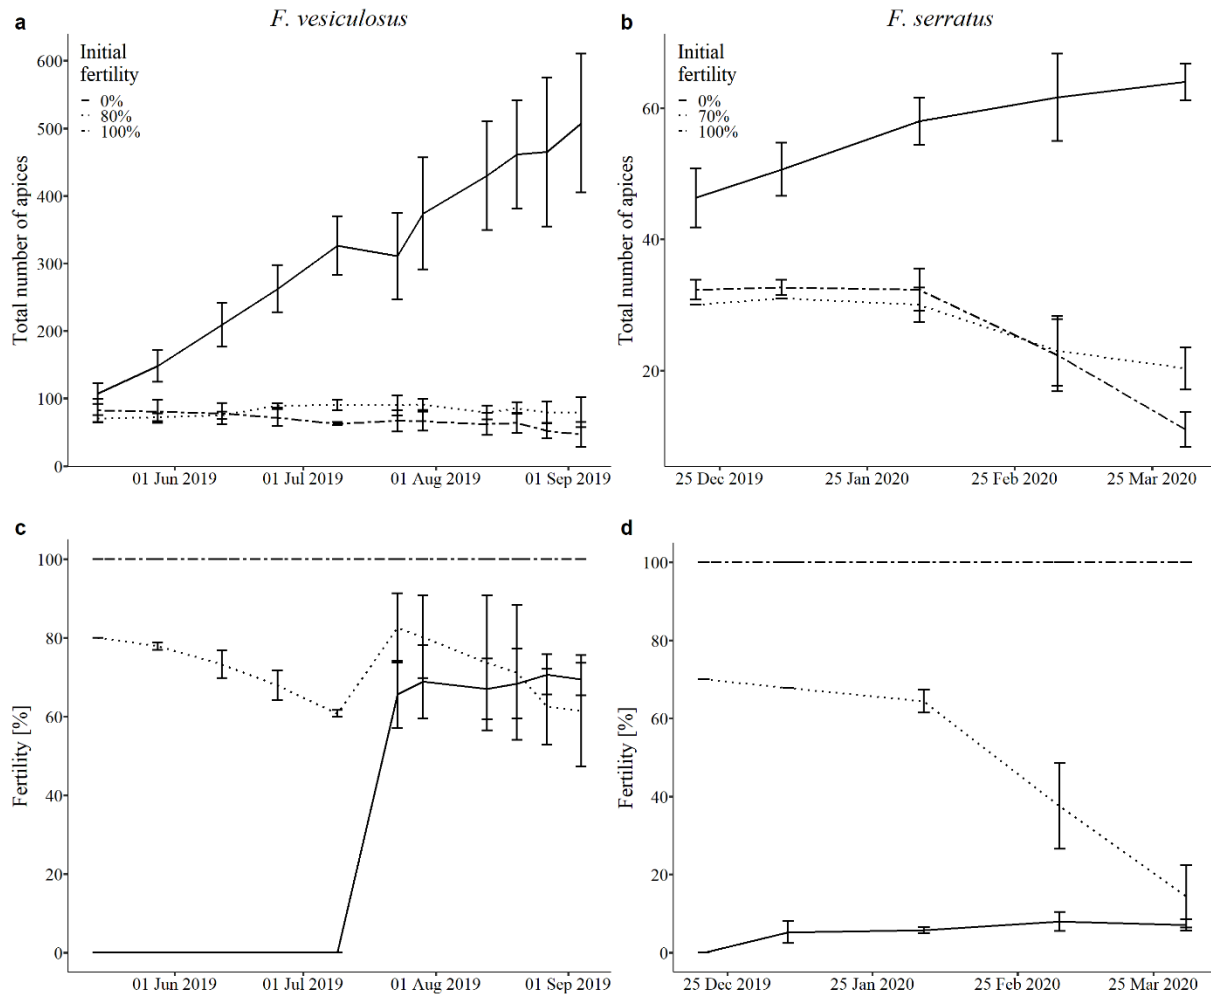 a
F. vesiculosus
Initial
fertility
0%
80%
100%
Total number of apices
600
500
400
300
200
100
0
01 Jun 2019
01 Jul 2019
01 Aug 2019
01 Sep 2019
b
F. serratus
Initial
fertility
0%
70%
100%
Total number of apices
60
40
20
25 Dec 2019
25 Jan 2020
25 Feb 2020
25 Mar 2020
c
Fertility [%]
100
80
60
40
20
0
01 Jun 2019
01 Jul 2019
01 Aug 2019
01 Sep 2019
d
Fertility [%]
100
80
60
40
20
0
25 Dec 2019
25 Jan 2020
25 Feb 2020
25 Mar 2020